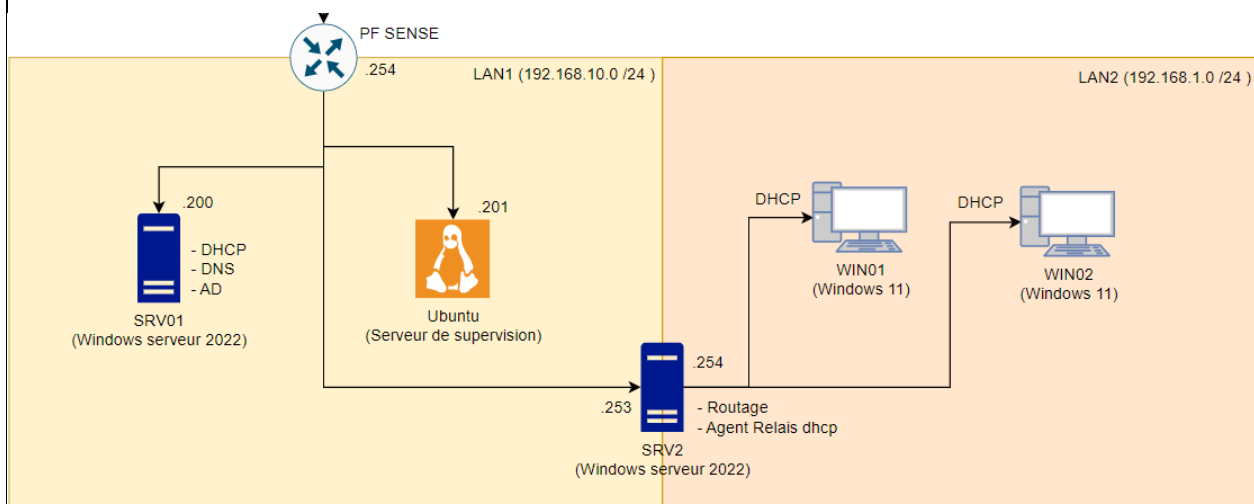 PF SENSE
.254
LAN1 (192.168.10.0 /24 )
LAN2 (192.168.1.0 /24 )
.200
- DHCP
- DNS
- AD
SRV01
(Windows serveur 2022)
.201
Ubuntu
(Serveur de supervision)
DHCP
WIN01
(Windows 11)
DHCP
WIN02
(Windows 11)
.253
.254
- Routage
- Agent Relais dhcp
SRV2
(Windows serveur 2022)